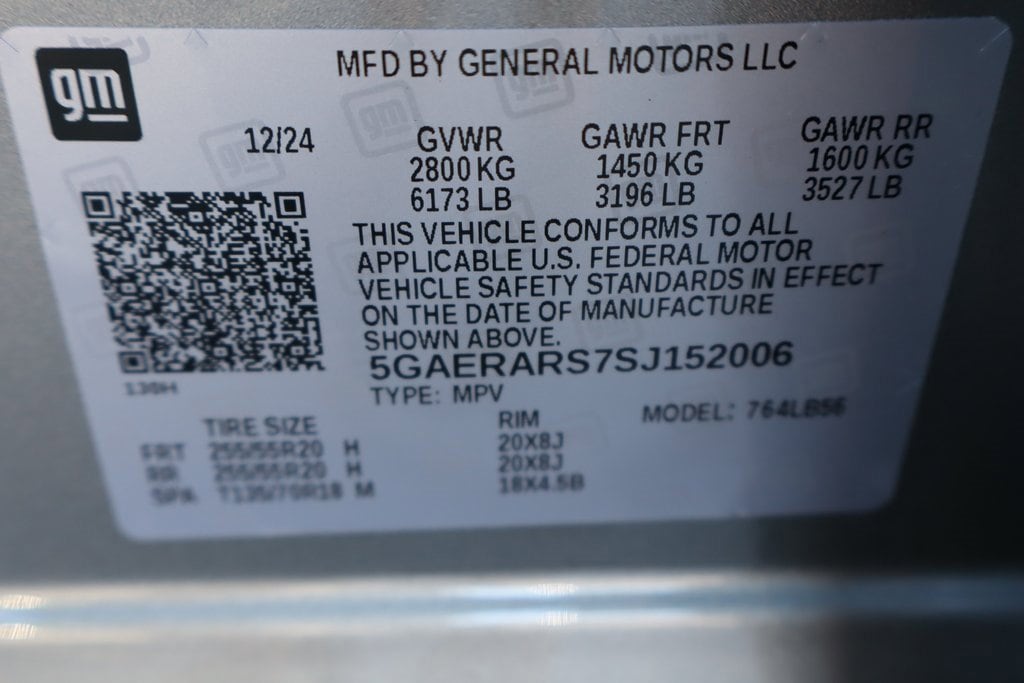 gm
MFD BY GENERAL MOTORS LLC
12/24 GVWR GAWR FRT GAWR RR
2800 KG 1450 KG 1600 KG
6173 LB 3196 LB 3527 LB
THIS VEHICLE CONFORMS TO ALL
APPLICABLE U.S. FEDERAL MOTOR
VEHICLE SAFETY STANDARDS IN EFFECT
ON THE DATE OF MANUFACTURE
SHOWN ABOVE.
5GAERARS7SJ152006
TYPE: MPV MODEL: 764LB56
TIRE SIZE RIM
FRT 255/55R20 H 20X8J
RR 255/55R20 H 20X8J
SPA T135/70R18 M 18X4.5B